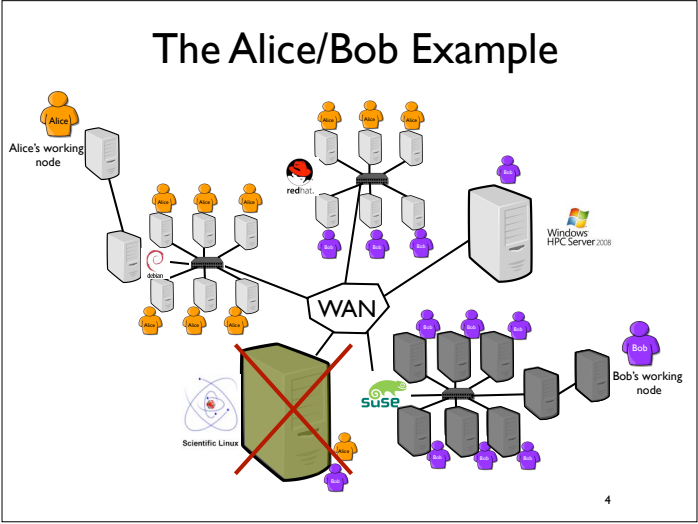 The Alice/Bob Example
Alice
Alice's working
node
Alice
Alice
Alice
redhat.
Bob
Bob
Bob
Bob
Windows
HPC Server 2008
Alice
Alice
Alice
debian
Alice
Alice
Alice
WAN
Bob
Bob
Bob
Bob
Bob's working
node
SUSE
Bob
Bob
Bob
Scientific Linux
Alice
Bob
4